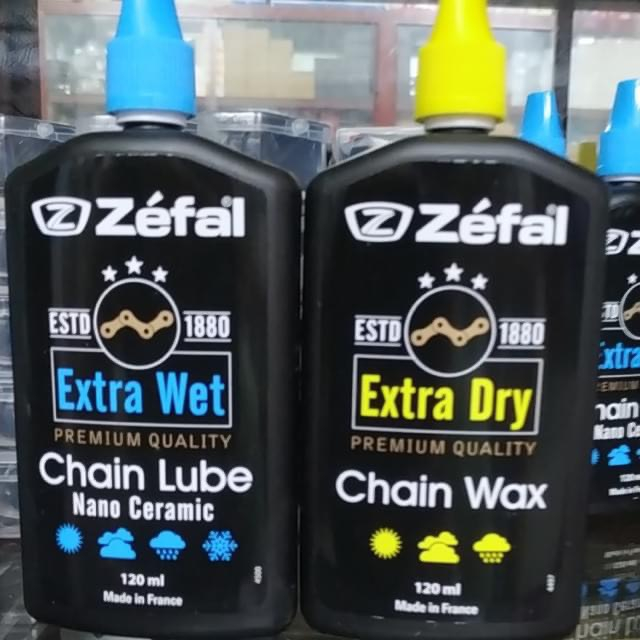 Zéfal
ESTD 1880
Extra Wet
PREMIUM QUALITY
Chain Lube
Nano Ceramic
120 ml
Made in France
Zéfal
ESTD 1880
Extra Dry
PREMIUM QUALITY
Chain Wax
120 ml
Made in France